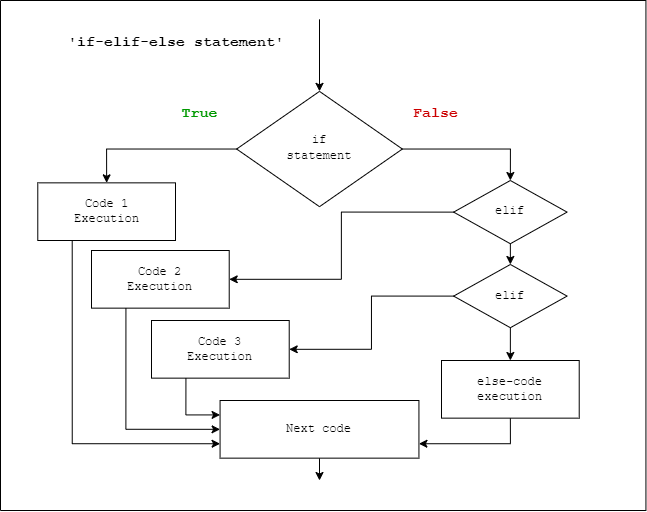 'if-elif-else statement'
True
False
if
statement
Code 1
Execution
elif
Code 2
Execution
elif
Code 3
Execution
else-code
execution
Next code